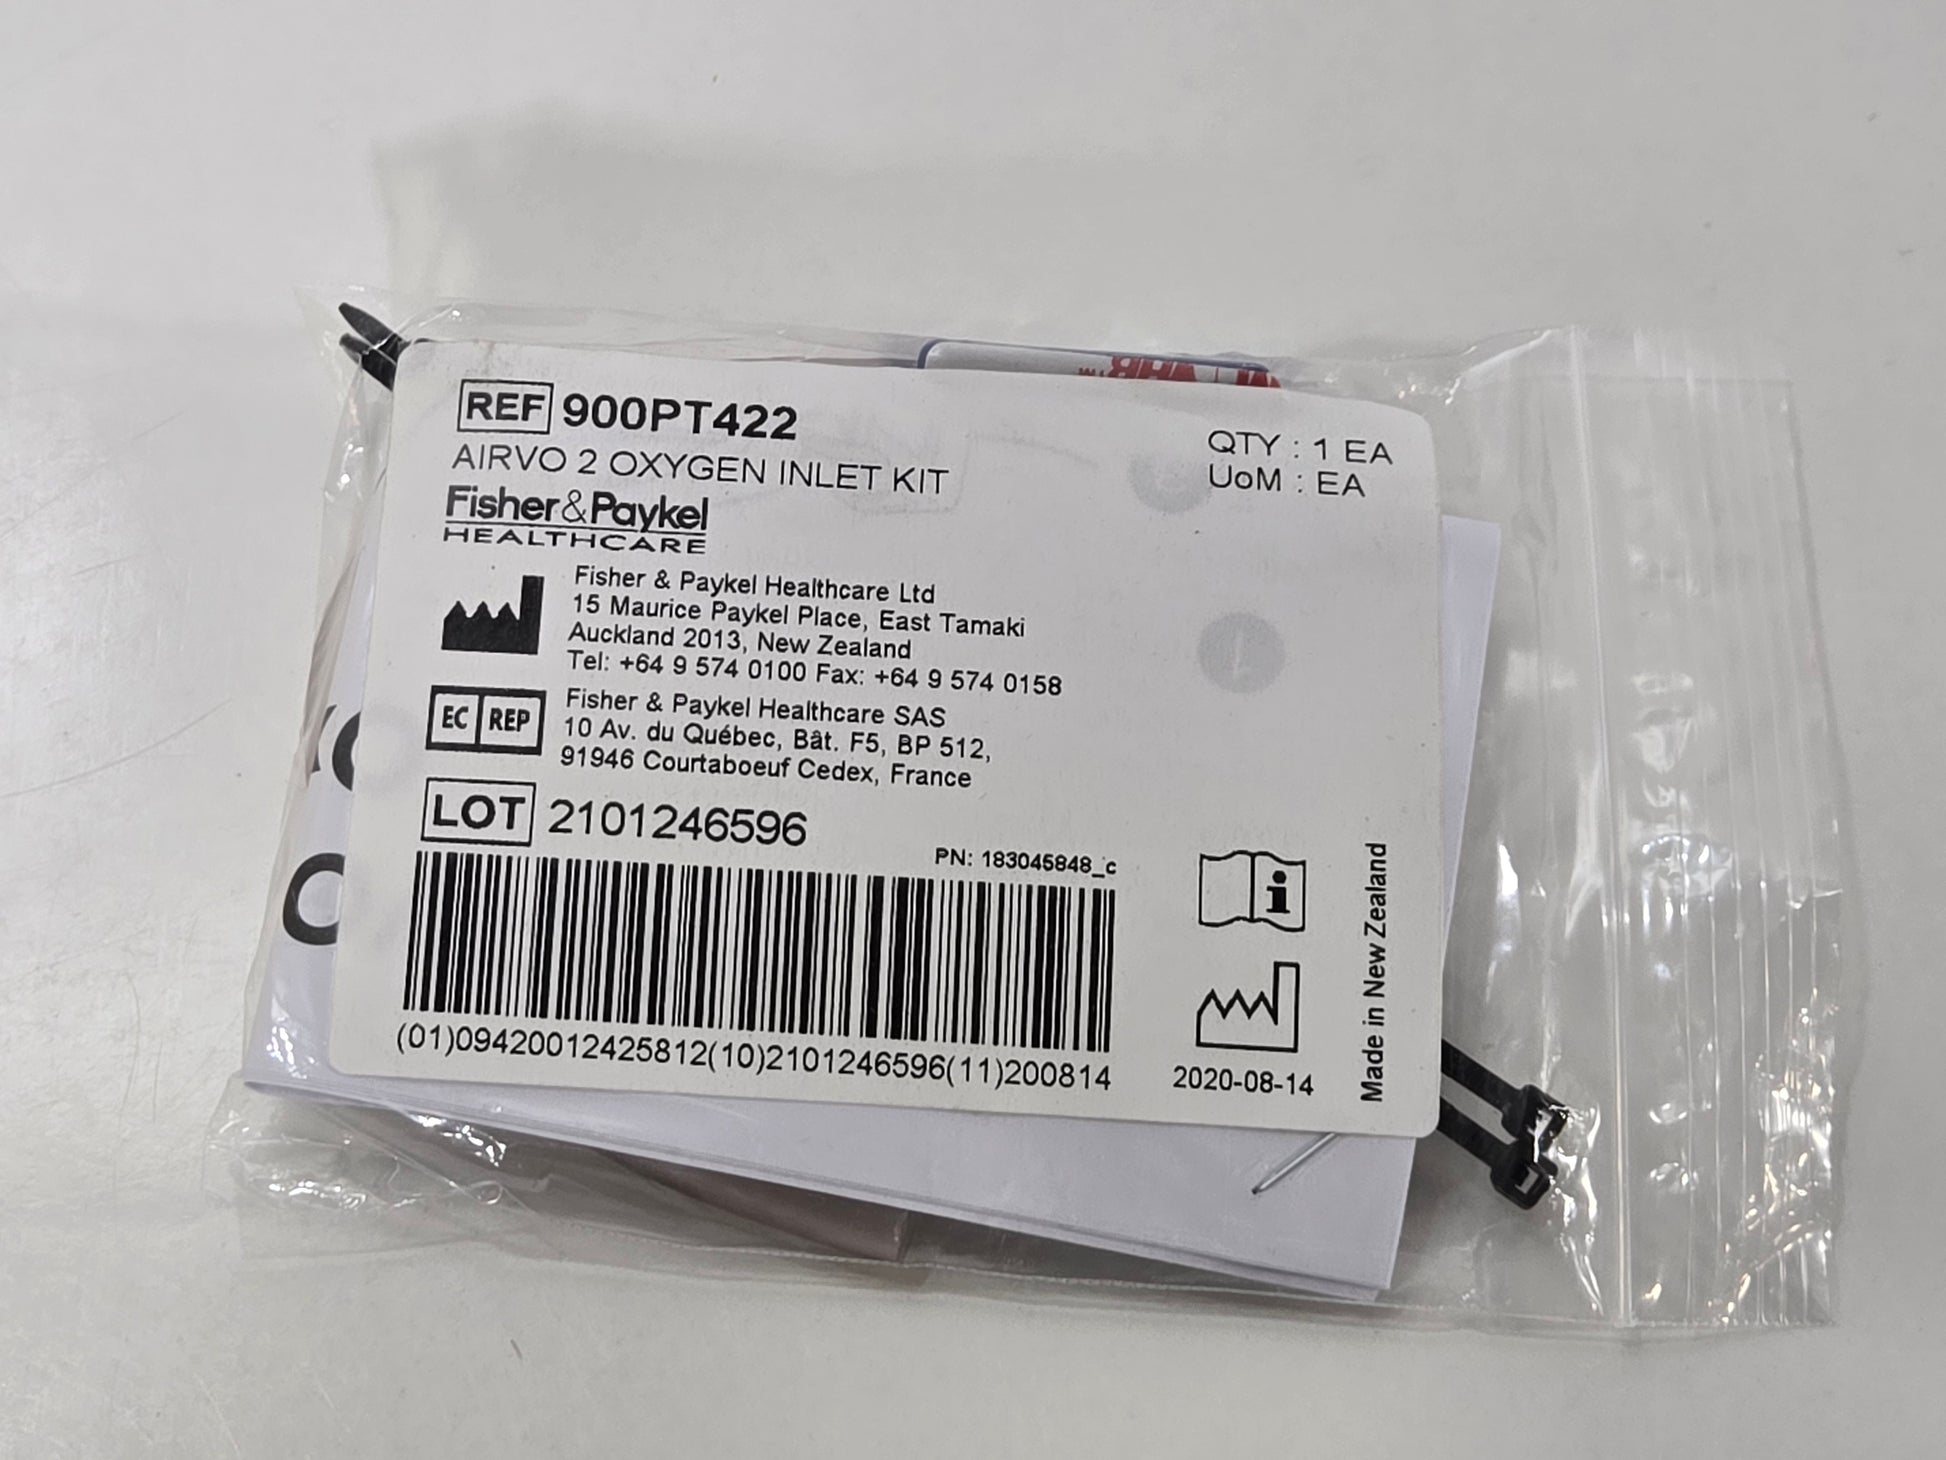 REF 900PT422
AIRVO 2 OXYGEN INLET KIT
QTY : 1 EA
UoM : EA
Fisher&Paykel
HEALTHCARE
Fisher & Paykel Healthcare Ltd
15 Maurice Paykel Place, East Tamaki
Auckland 2013, New Zealand
Tel: +64 9 574 0100 Fax: +64 9 574 0158
EC REP
Fisher & Paykel Healthcare SAS
10 Av. du Québec, Bât. F5, BP 512,
91946 Courtaboeuf Cedex, France
LOT 2101246596
PN: 183045848_c
(01)09420012425812(10)2101246596(11)200814
i
2020-08-14
Made in New Zealand